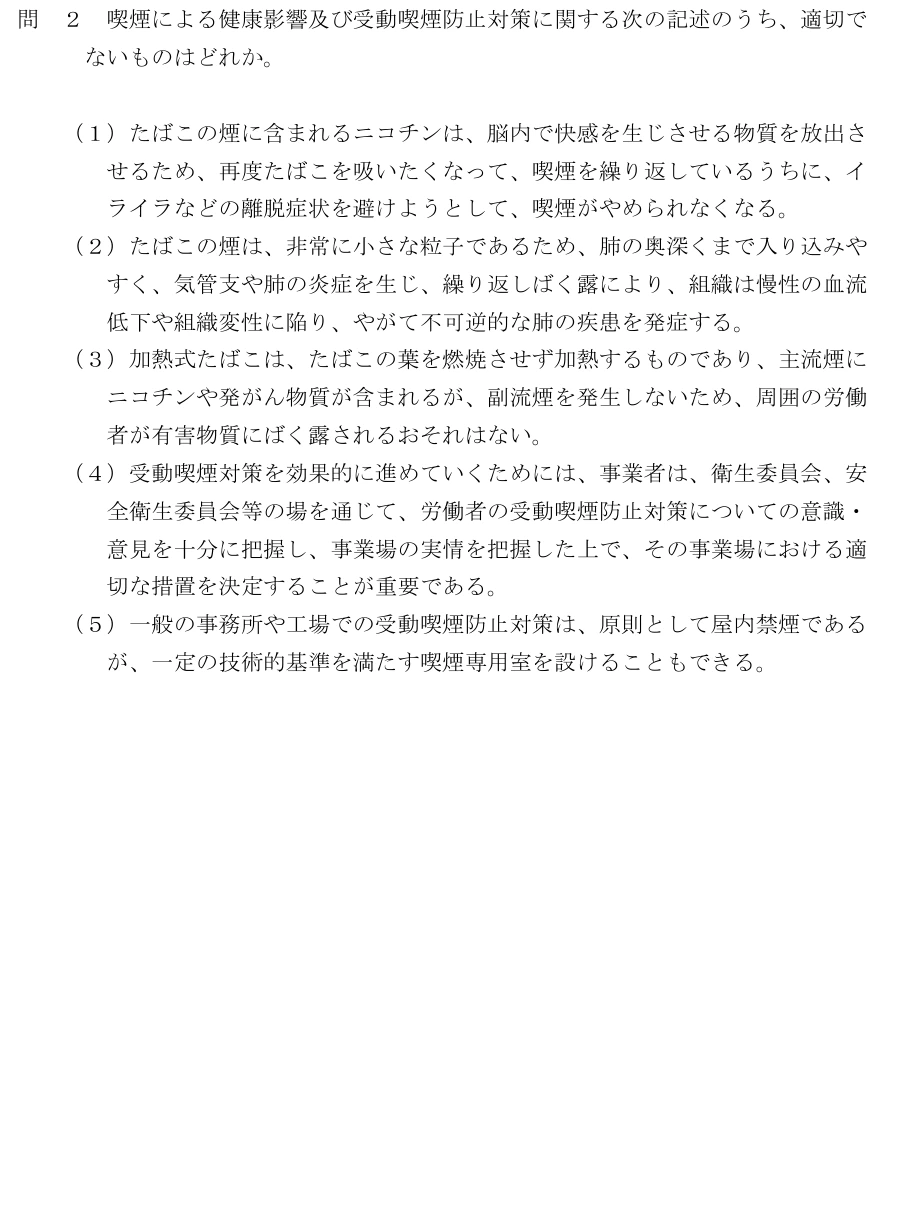 問　２　喫煙による健康影響及び受動喫煙防止対策に関する次の記述のうち、適切で
ないものはどれか。
（１）たばこの煙に含まれるニコチンは、脳内で快感を生じさせる物質を放出さ
せるため、再度たばこを吸いたくなって、喫煙を繰り返しているうちに、イ
ライラなどの離脱症状を避けようとして、喫煙がやめられなくなる。
（２）たばこの煙は、非常に小さな粒子であるため、肺の奥深くまで入り込みや
すく、気管支や肺の炎症を生じ、繰り返しばく露により、組織は慢性の血流
低下や組織変性に陥り、やがて不可逆的な肺の疾患を発症する。
（３）加熱式たばこは、たばこの葉を燃焼させず加熱するものであり、主流煙に
ニコチンや発がん物質が含まれるが、副流煙を発生しないため、周囲の労働
者が有害物質にばく露されるおそれはない。
（４）受動喫煙対策を効果的に進めていくためには、事業者は、衛生委員会、安
全衛生委員会等の場を通じて、労働者の受動喫煙防止対策についての意識・
意見を十分に把握し、事業場の実情を把握した上で、その事業場における適
切な措置を決定することが重要である。
（５）一般の事務所や工場での受動喫煙防止対策は、原則として屋内禁煙である
が、一定の技術的基準を満たす喫煙専用室を設けることもできる。